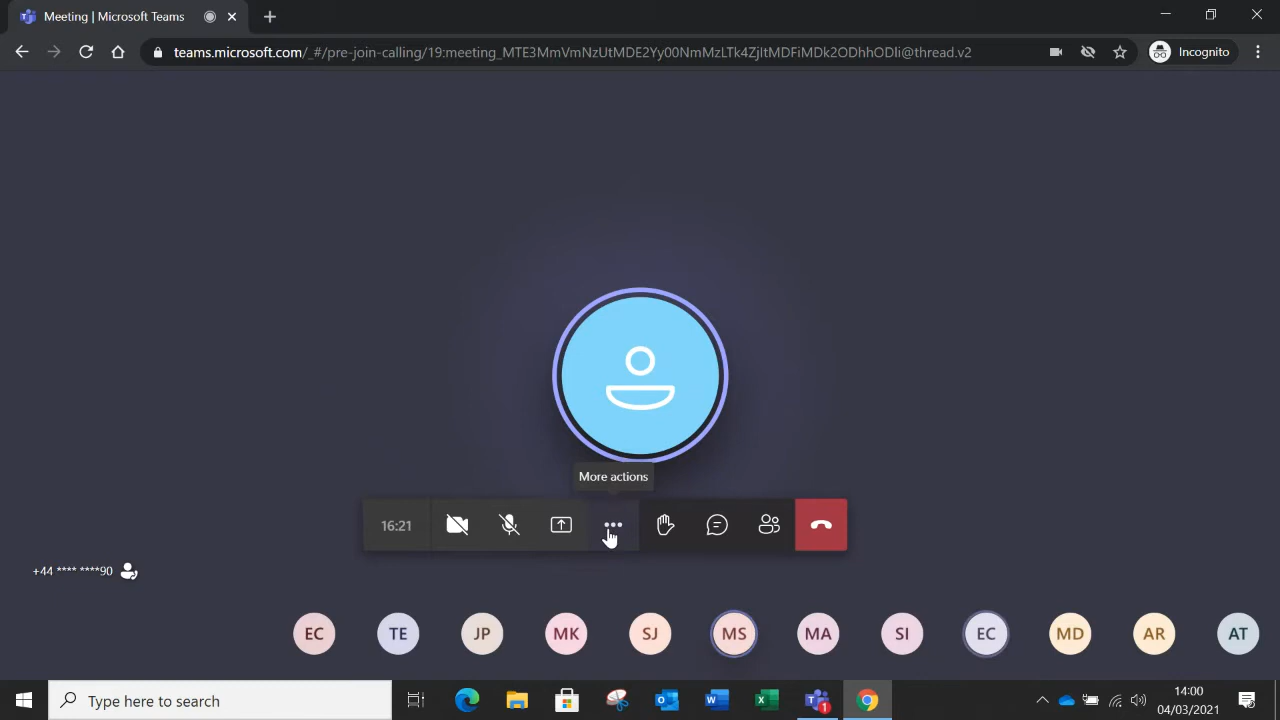 Meeting | Microsoft Teams
teams.microsoft.com/_#/pre-join-calling/19:meeting_MTE3MmVmNzUtMDE2Yy00NmMzLTk4ZjItMDFiMDk2ODhhODli@thread.v2
Incognito
More actions
16:21
+44 **** ****90
EC TE JP MK SJ MS MA SI EC MD AR AT
Type here to search
1
14:00
04/03/2021